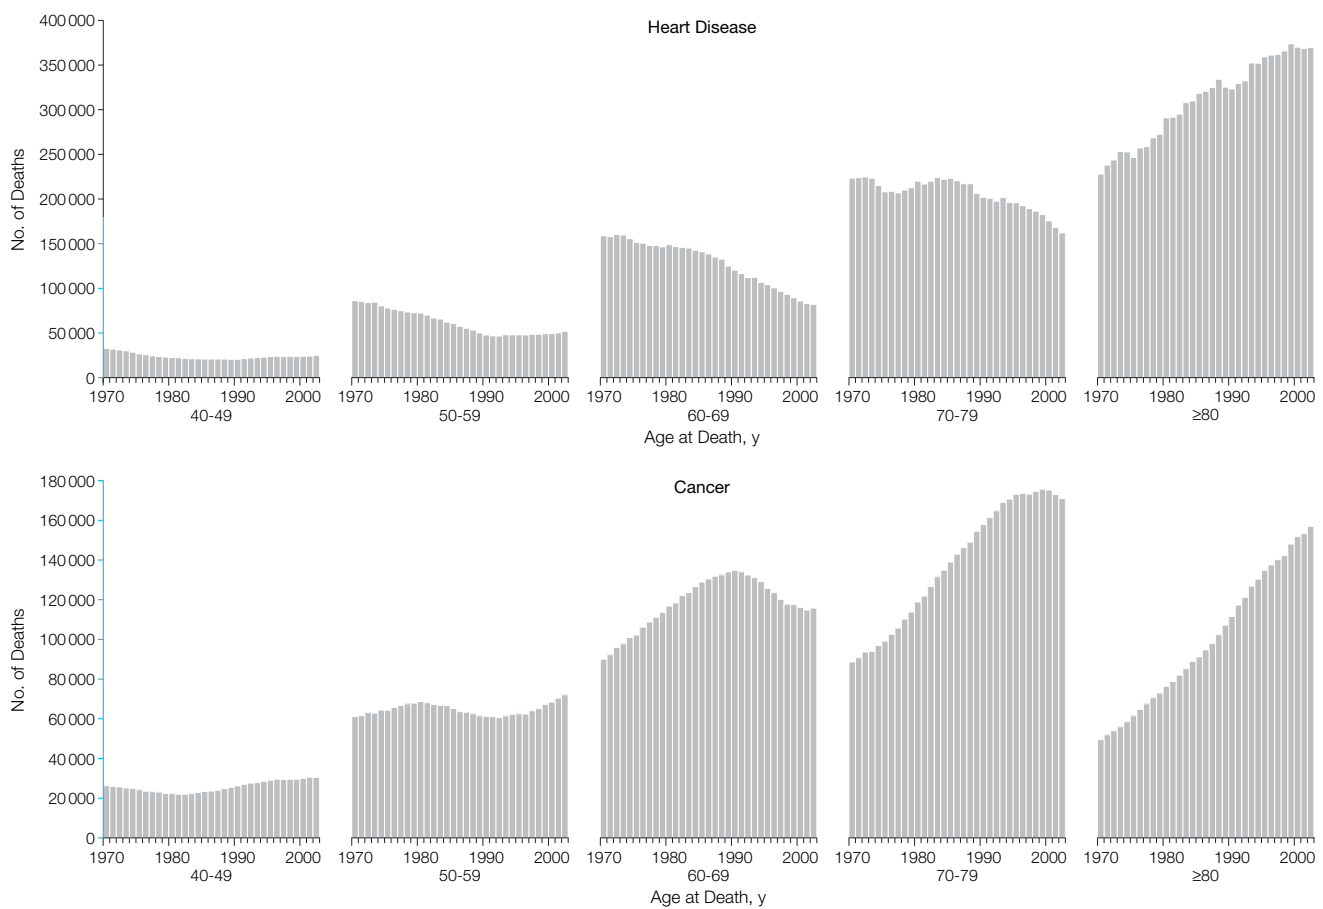 Heart Disease
No. of Deaths
400 000
350 000
300 000
250 000
200 000
150 000
100 000
50 000
0
1970 1980 1990 2000 1970 1980 1990 2000 1970 1980 1990 2000 1970 1980 1990 2000 1970 1980 1990 2000
40-49 50-59 60-69 70-79 ≥80
Age at Death, y
Cancer
No. of Deaths
180 000
160 000
140 000
120 000
100 000
80 000
60 000
40 000
20 000
0
1970 1980 1990 2000 1970 1980 1990 2000 1970 1980 1990 2000 1970 1980 1990 2000 1970 1980 1990 2000
40-49 50-59 60-69 70-79 ≥80
Age at Death, y